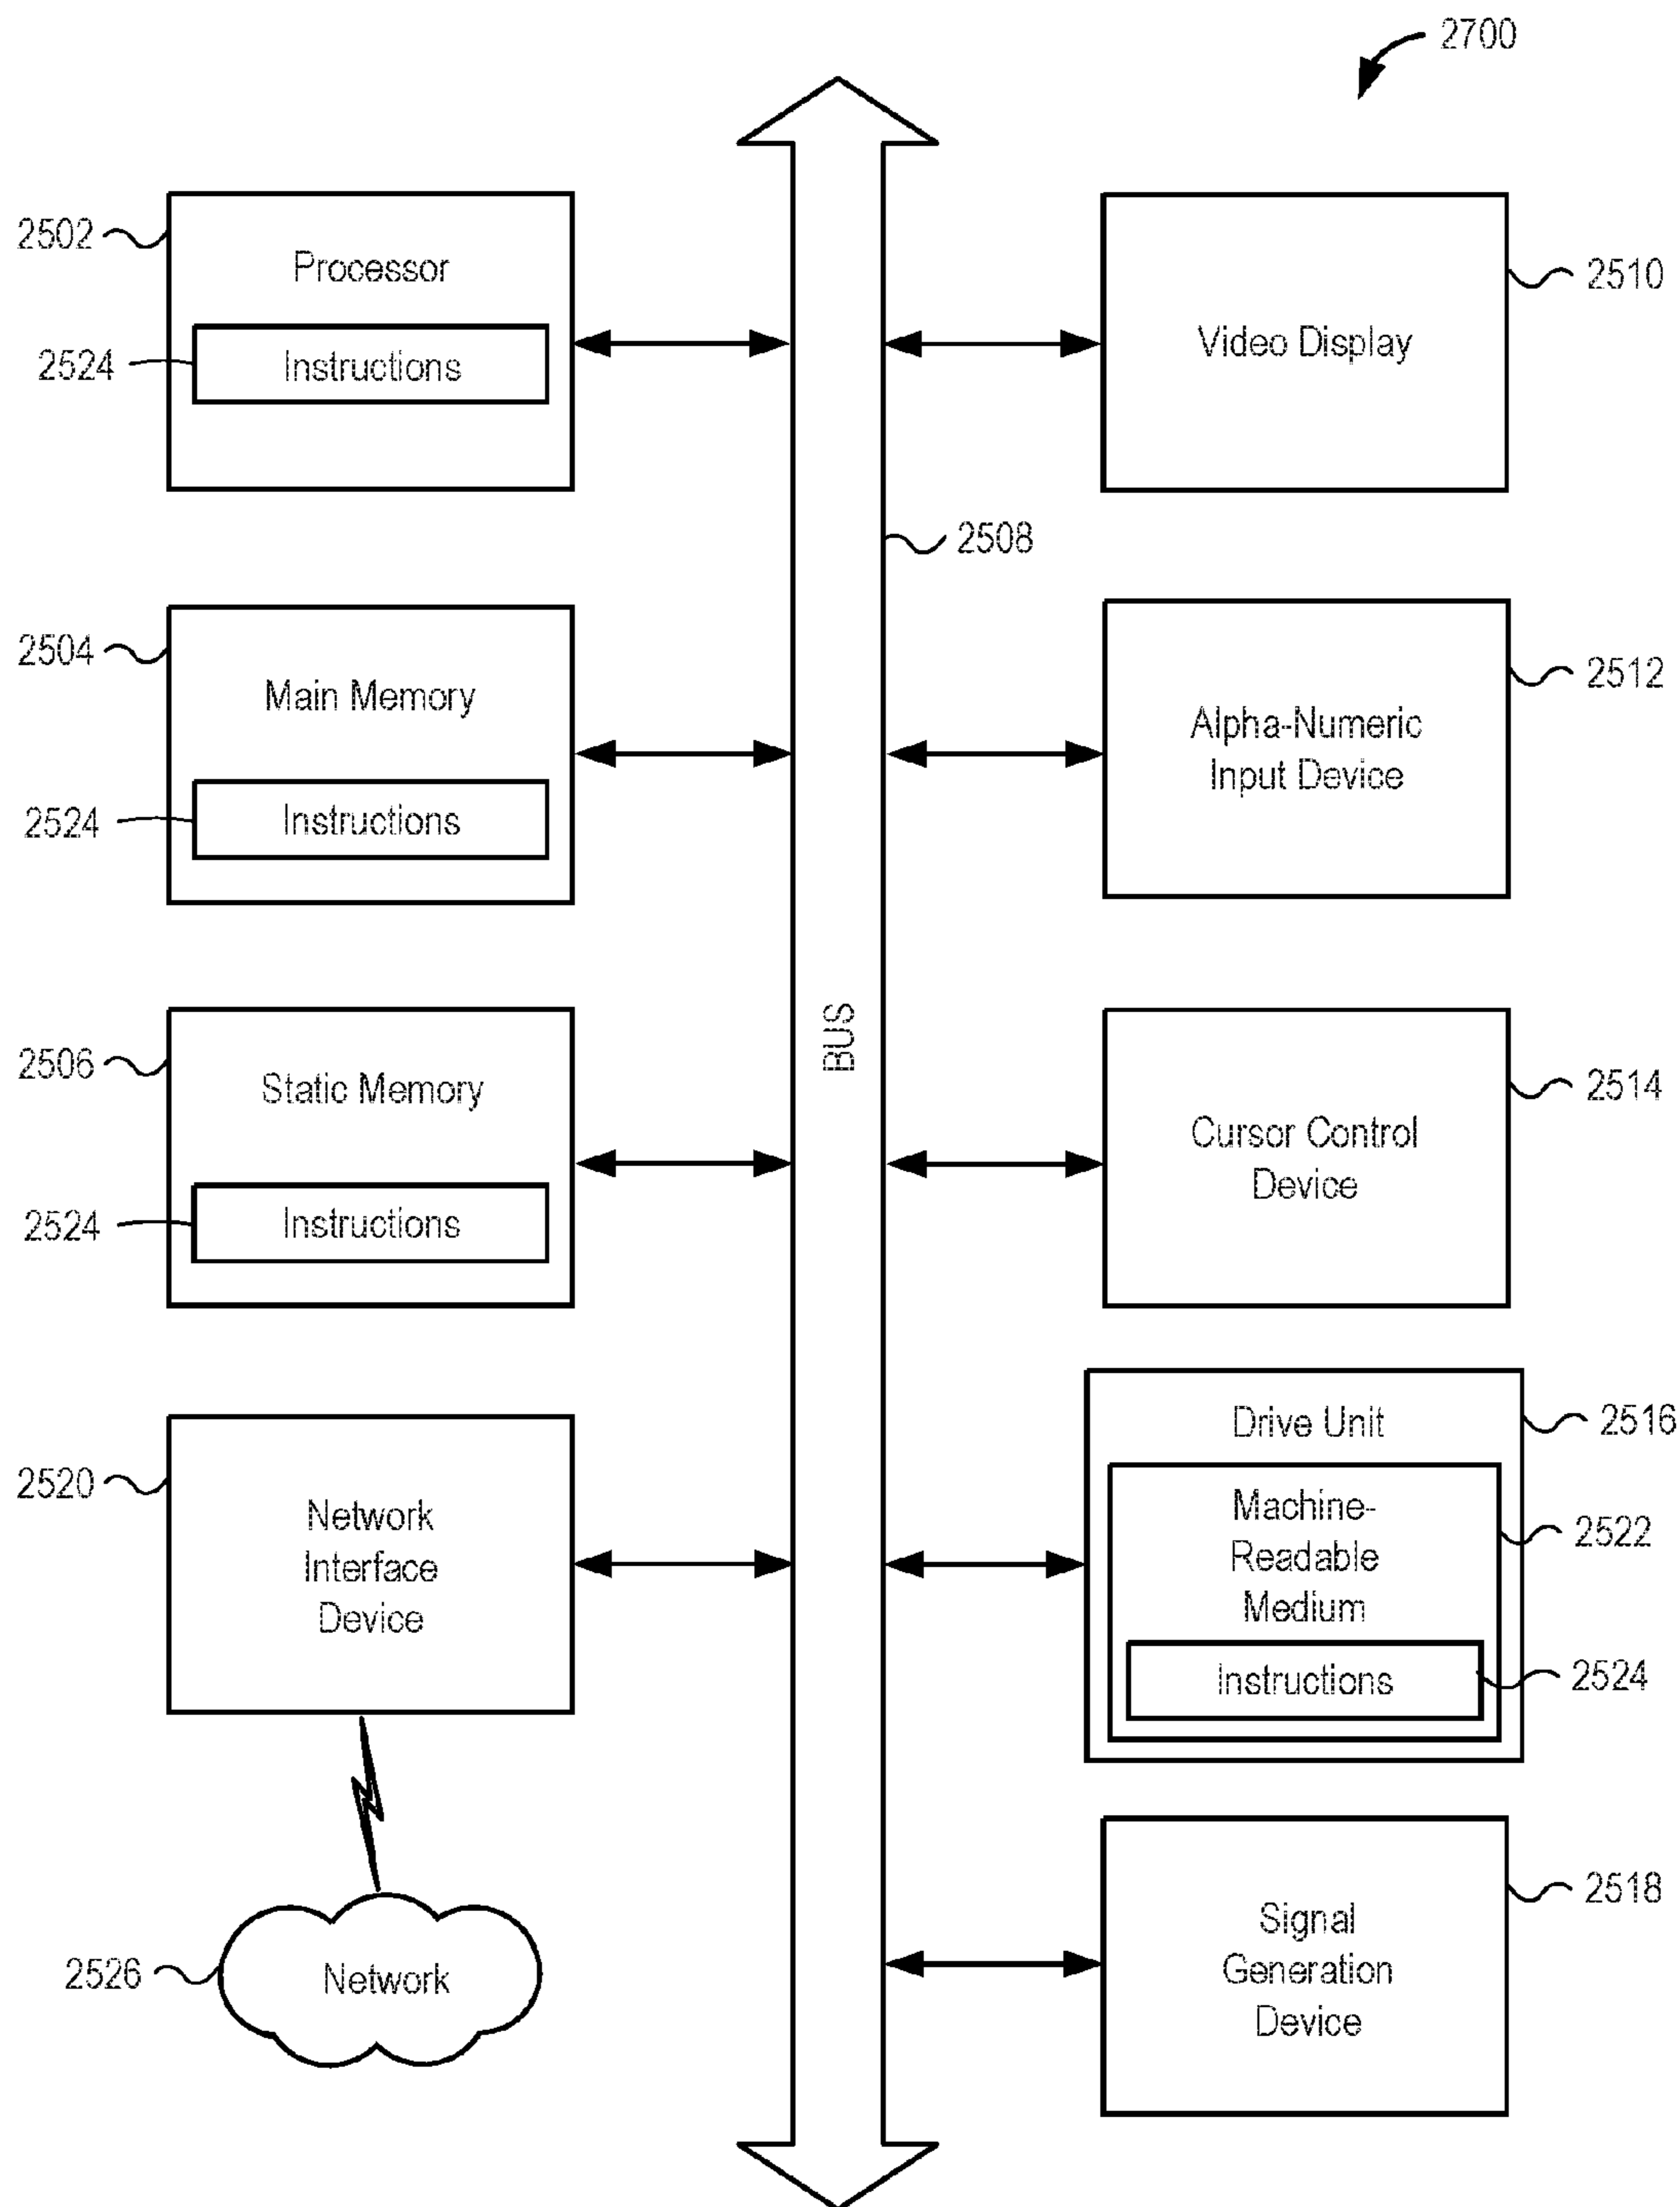 2700
2502
Processor
2524
Instructions
2510
Video Display
2508
2504
Main Memory
2524
Instructions
2512
Alpha-Numeric
Input Device
BUS
2506
Static Memory
2524
Instructions
2514
Cursor Control
Device
2520
Network
Interface
Device
Drive Unit
2516
Machine-
Readable
Medium
2522
Instructions
2524
2526
Network
2518
Signal
Generation
Device